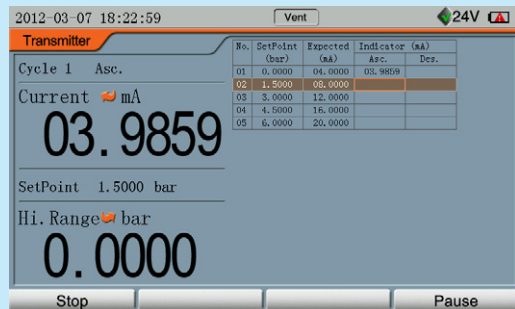 2012-03-07 18:22:59 Vent 24V
Transmitter
Cycle 1 Asc.
Current mA
03.9859
SetPoint 1.5000 bar
Hi.Range bar
0.0000
No. SetPoint Expected Indicator (mA)
(bar) (mA) Asc. Des.
01 0.0000 04.0000 03.9859
02 1.5000 08.0000
03 3.0000 12.0000
04 4.5000 16.0000
05 6.0000 20.0000
Stop Pause